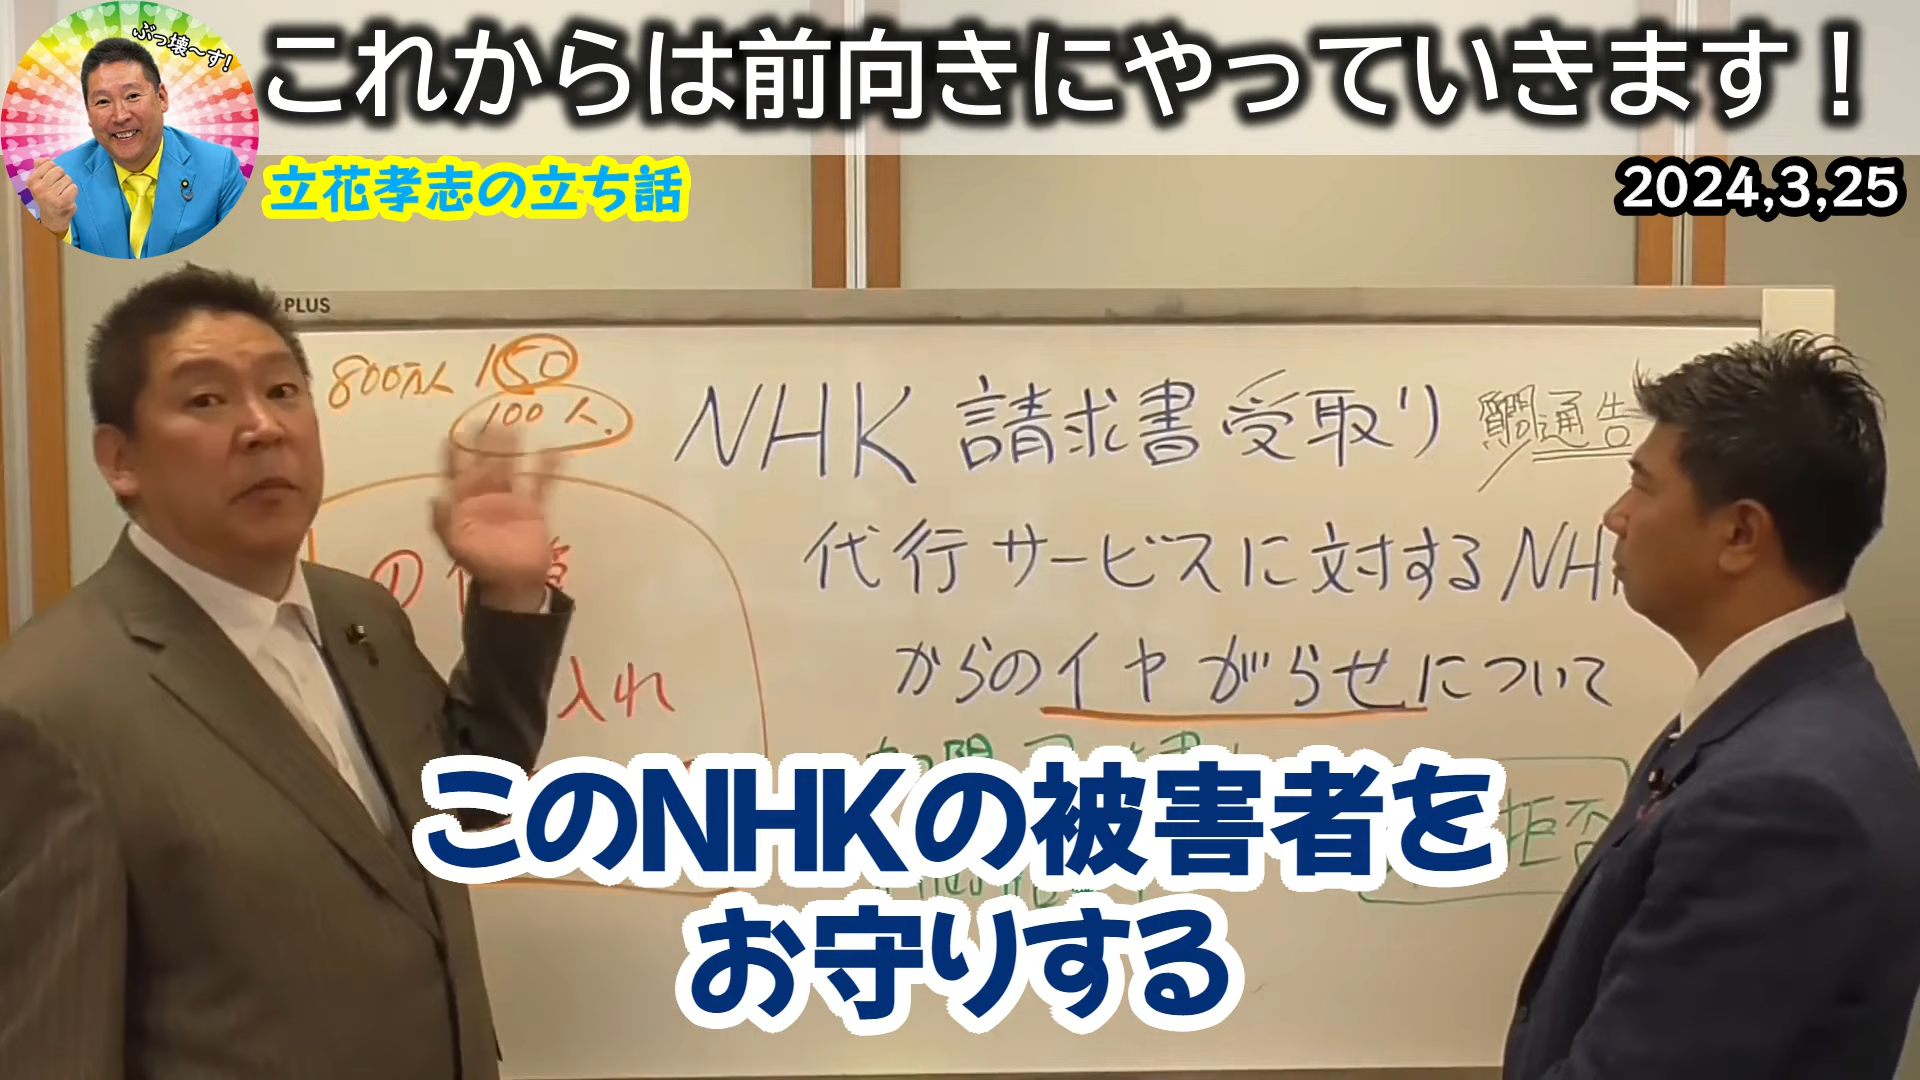 ぶっ壊〜す!
これからは前向きにやっていきます！
立花孝志の立ち話
2024,3,25
PLUS
800万人 150
100人.
NHK 請求書受取り
質問通告
代行サービスに対するNH
からのイヤがらせについて
入れ
拒否
このNHKの被害者を
お守りする